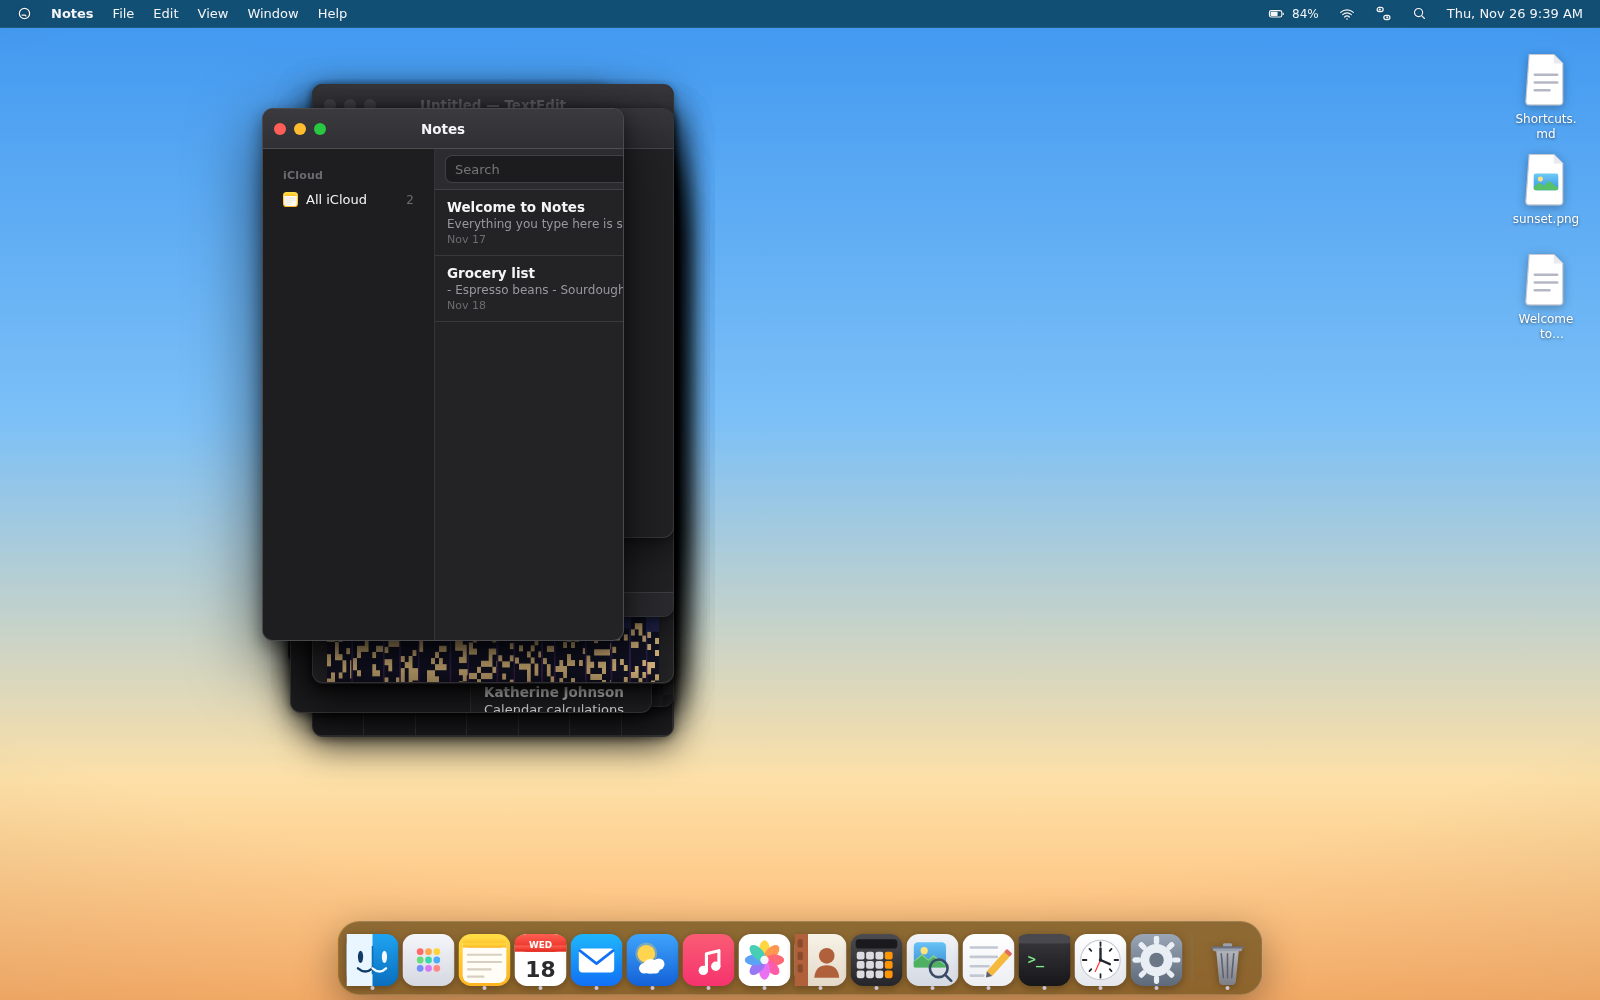 Notes File Edit View Window Help
84% Thu, Nov 26 9:39 AM
Shortcuts.
md
sunset.png
Welcome
to...
Untitled — TextEdit
Notes
iCloud
All iCloud 2
Search
Welcome to Notes
Everything you type here is s
Nov 17
Grocery list
- Espresso beans - Sourdough
Nov 18
Katherine Johnson
Calendar calculations
WED
18
>_